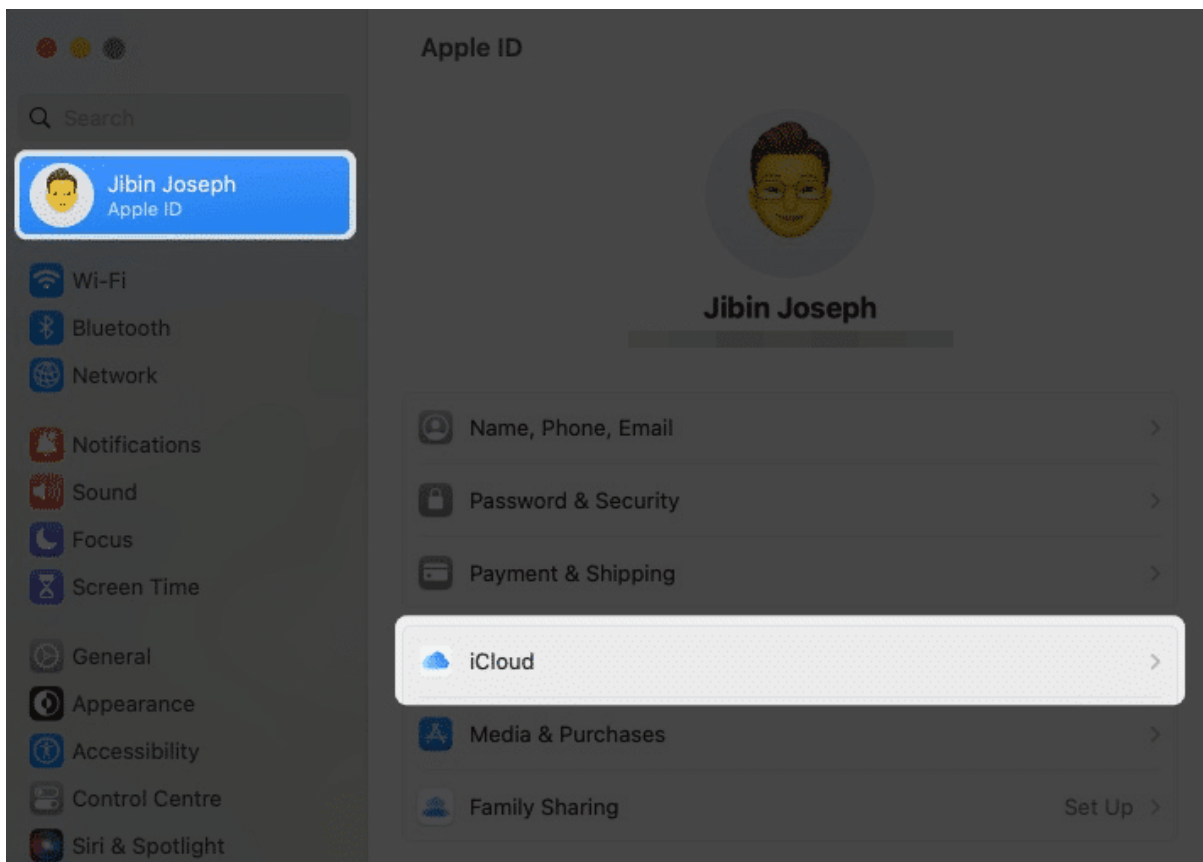 Apple ID
Search
Jibin Joseph
Apple ID
Wi-Fi
Bluetooth
Network
Notifications
Sound
Focus
Screen Time
General
Appearance
Accessibility
Control Centre
Siri & Spotlight
Jibin Joseph
Name, Phone, Email
Password & Security
Payment & Shipping
iCloud
Media & Purchases
Family Sharing Set Up